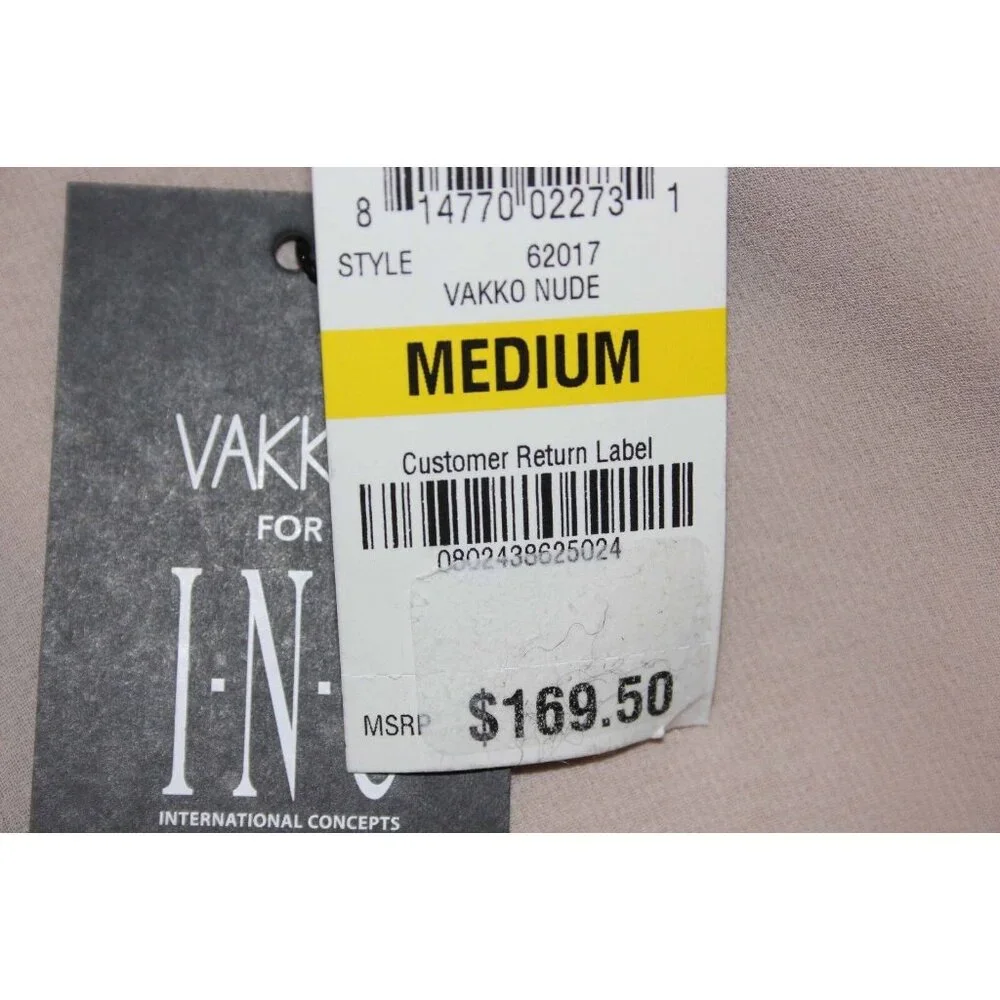 8 14770 02273 1
STYLE 62017
VAKKO NUDE
MEDIUM
Customer Return Label
0802438625024
MSRP $169.50
VAKK
FOR
I·N·C
INTERNATIONAL CONCEPTS